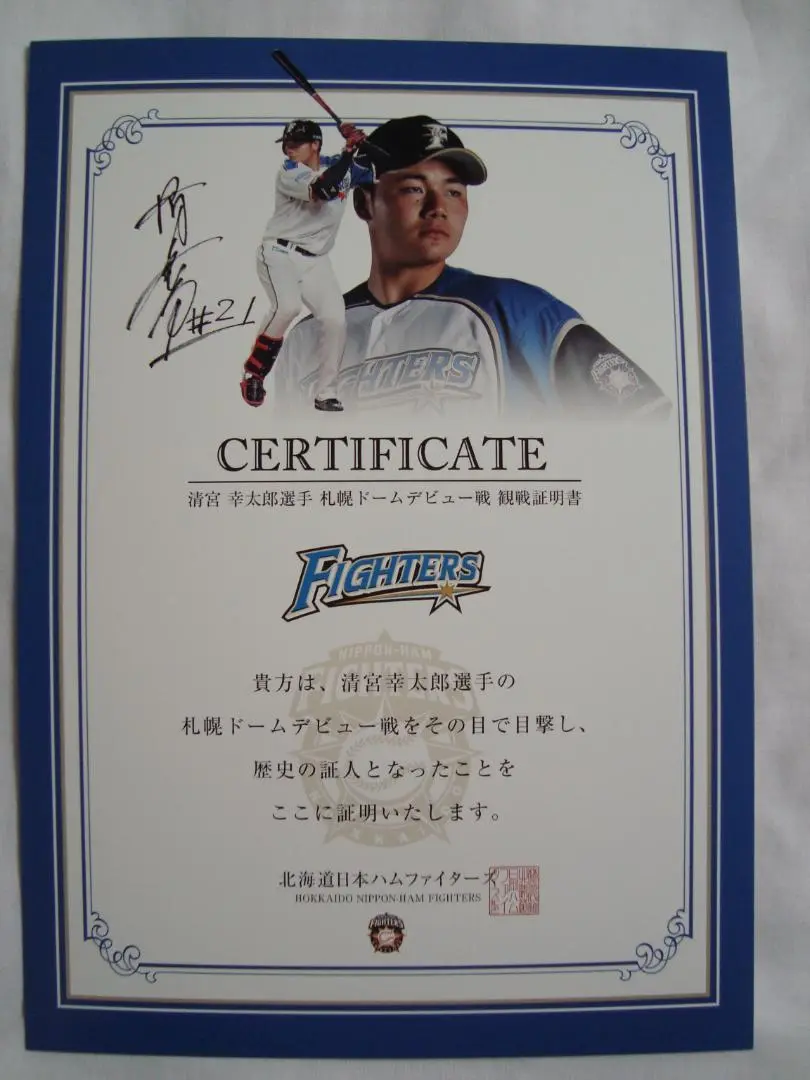 #21
FIGHTERS
CERTIFICATE
清宮 幸太郎選手 札幌ドームデビュー戦 観戦証明書
FIGHTERS
NIPPON-HAM
FIGHTERS
貴方は、清宮幸太郎選手の
札幌ドームデビュー戦をその目で目撃し、
歴史の証人となったことを
ここに証明いたします。
北海道日本ハムファイターズ
HOKKAIDO NIPPON-HAM FIGHTERS
FIGHTERS